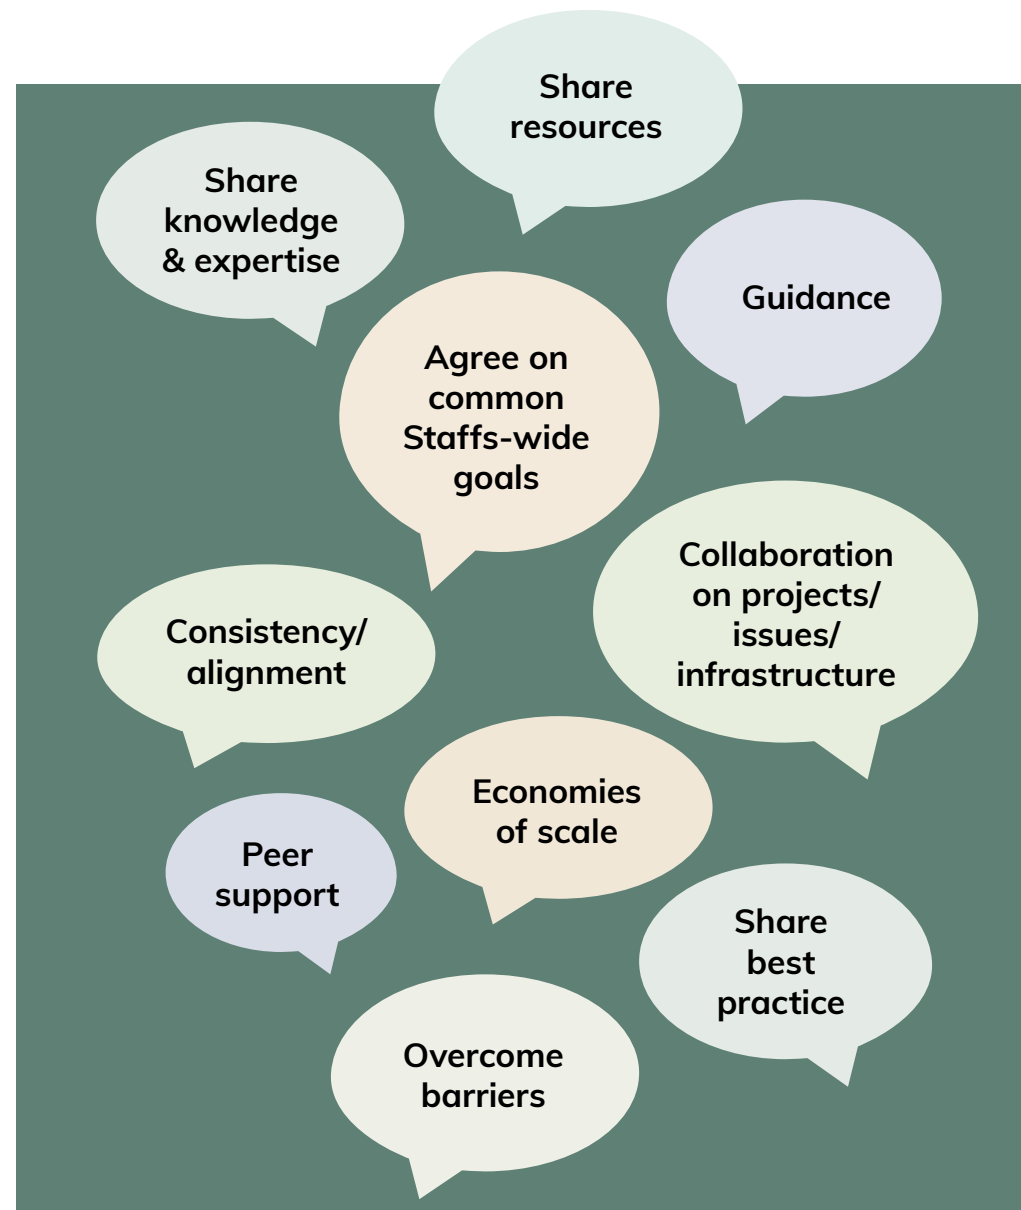 Share
resources
Share
knowledge
& expertise
Guidance
Agree on
common
Staffs-wide
goals
Collaboration
on projects/
issues/
infrastructure
Consistency/
alignment
Economies
of scale
Peer
support
Share
best
practice
Overcome
barriers